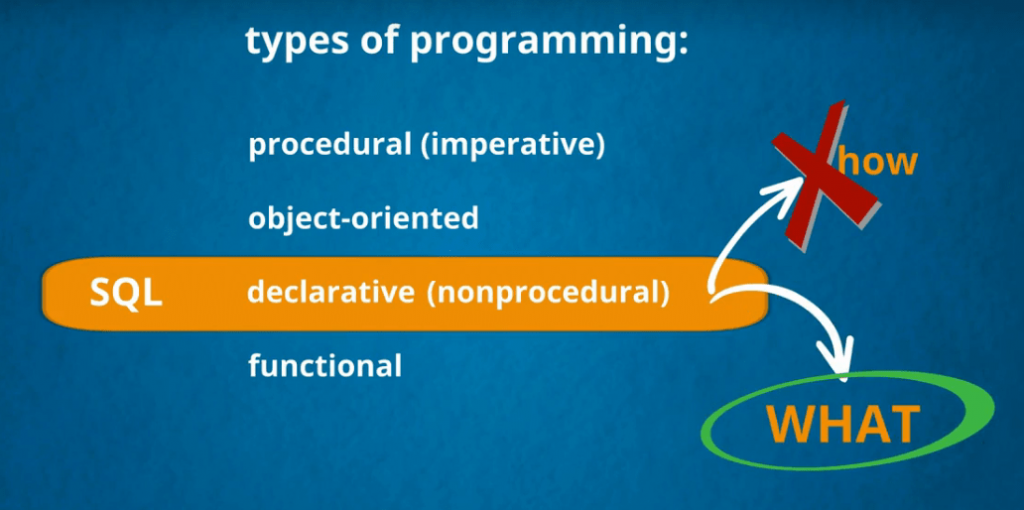 types of programming:
procedural (imperative)
how
object-oriented
SQL declarative (nonprocedural)
functional
WHAT